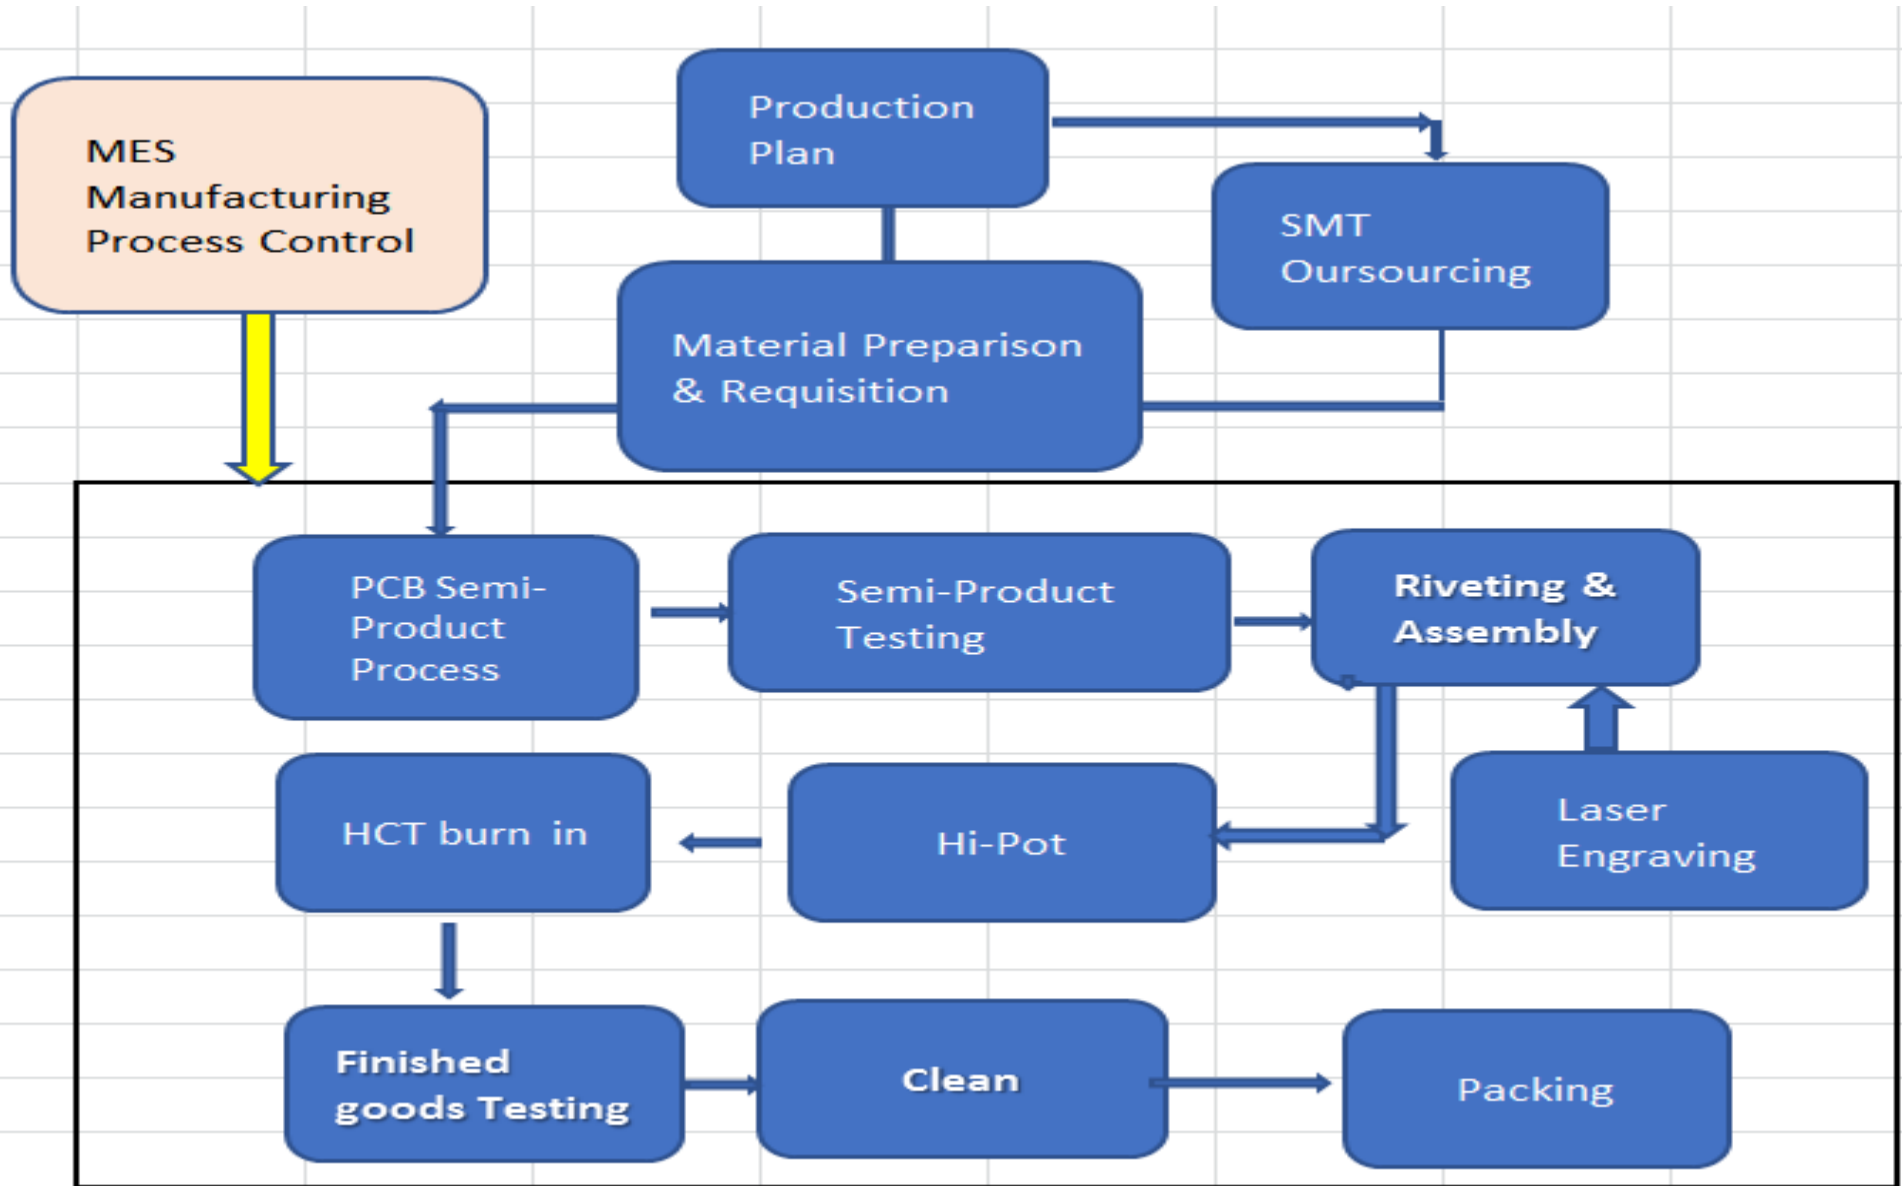 MES
Manufacturing
Process Control
Production
Plan
SMT
Oursourcing
Material Preparison
& Requisition
PCB Semi-
Product
Process
Semi-Product
Testing
Riveting &
Assembly
HCT burn in
Hi-Pot
Laser
Engraving
Finished
goods Testing
Clean
Packing